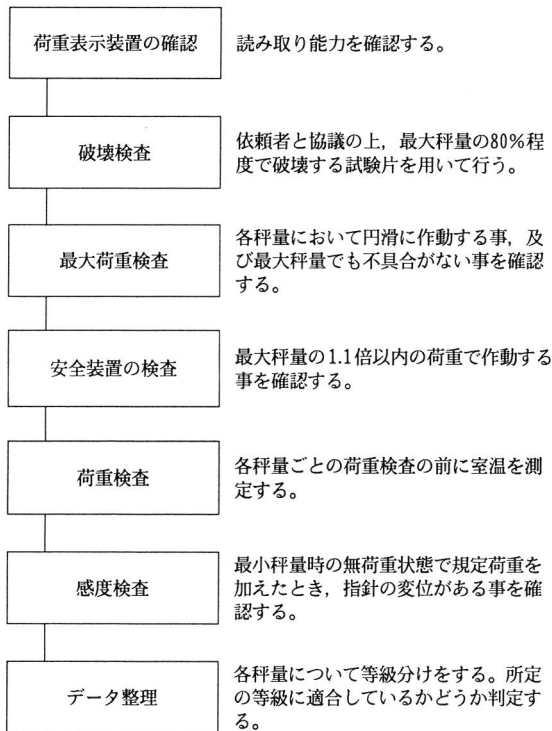 荷重表示装置の確認
読み取り能力を確認する。
破壊検査
依頼者と協議の上，最大秤量の80%程
度で破壊する試験片を用いて行う。
最大荷重検査
各秤量において円滑に作動する事，及
び最大秤量でも不具合がない事を確認
する。
安全装置の検査
最大秤量の1.1倍以内の荷重で作動する
事を確認する。
荷重検査
各秤量ごとの荷重検査の前に室温を測
定する。
感度検査
最小秤量時の無荷重状態で規定荷重を
加えたとき，指針の変位がある事を確
認する。
データ整理
各秤量について等級分けをする。所定
の等級に適合しているかどうか判定す
る。